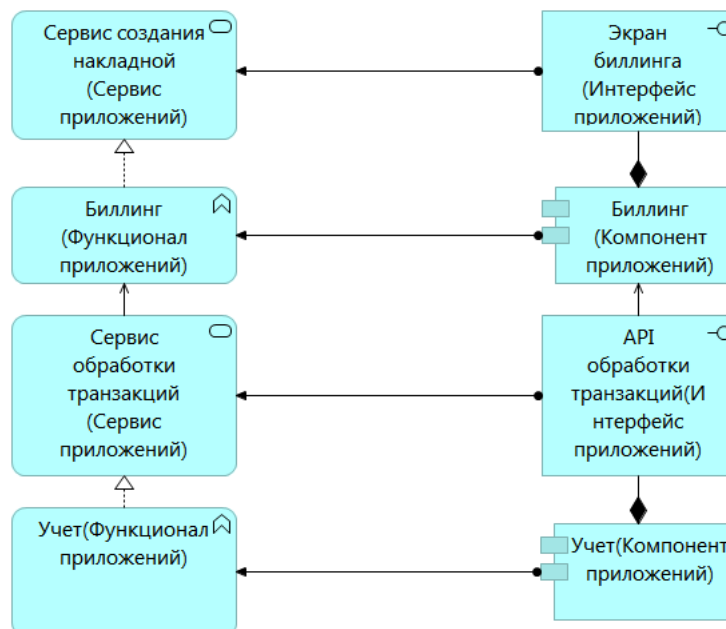 Сервис создания
накладной
(Сервис
приложений)
Экран
биллинга
(Интерфейс
приложений)
Биллинг
(Функционал
приложений)
Биллинг
(Компонент
приложений)
Сервис
обработки
транзакций
(Сервис
приложений)
API
обработки
транзакций(И
нтерфейс
приложений)
Учет(Функционал
приложений)
Учет(Компонент
приложений)